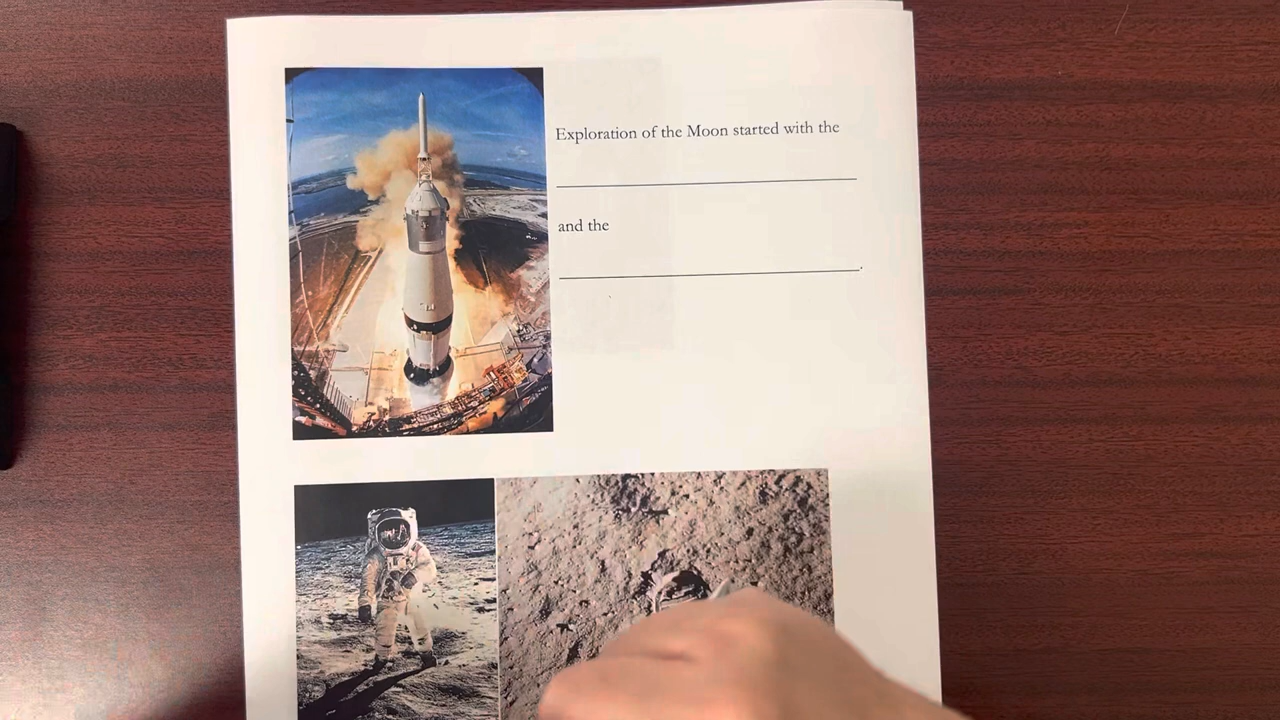 Exploration of the Moon started with the
and the
.